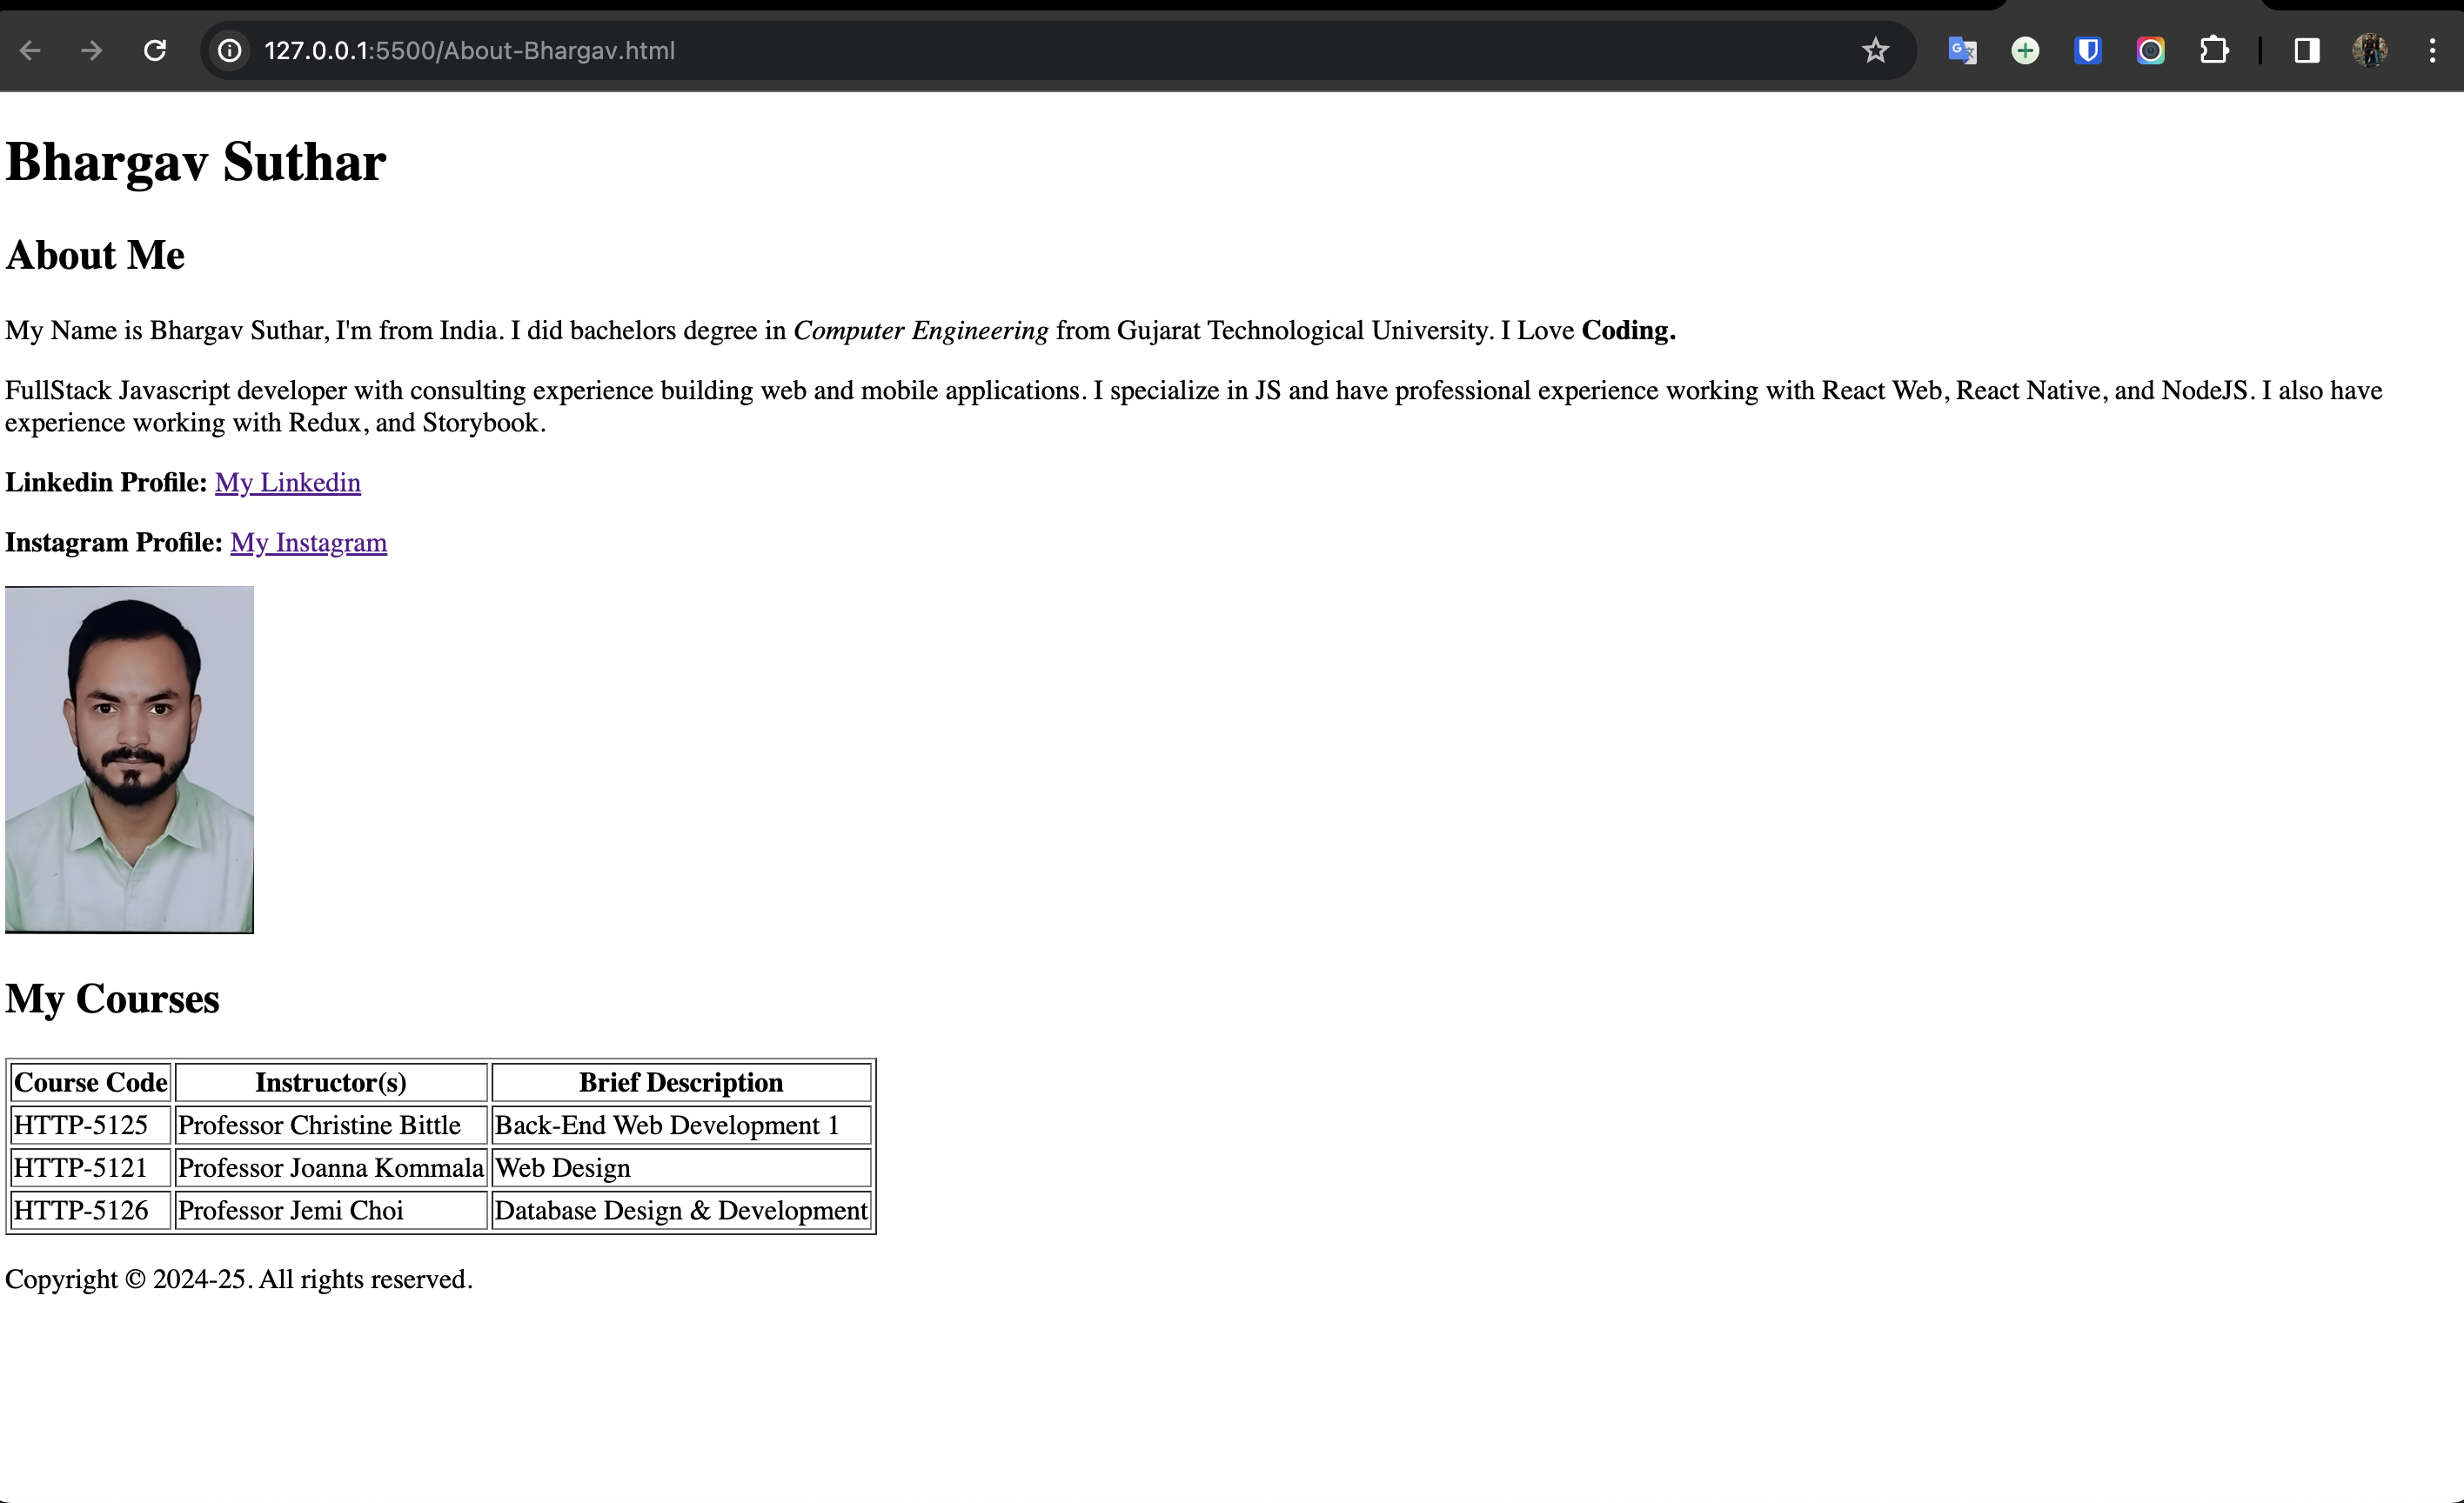 127.0.0.1:5500/About-Bhargav.html
Bhargav Suthar
About Me
My Name is Bhargav Suthar, I'm from India. I did bachelors degree in Computer Engineering from Gujarat Technological University. I Love Coding.
FullStack Javascript developer with consulting experience building web and mobile applications. I specialize in JS and have professional experience working with React Web, React Native, and NodeJS. I also have
experience working with Redux, and Storybook.
Linkedin Profile: My Linkedin
Instagram Profile: My Instagram
My Courses
Course Code Instructor(s) Brief Description
HTTP-5125 Professor Christine Bittle Back-End Web Development 1
HTTP-5121 Professor Joanna Kommala Web Design
HTTP-5126 Professor Jemi Choi Database Design & Development
Copyright © 2024-25. All rights reserved.